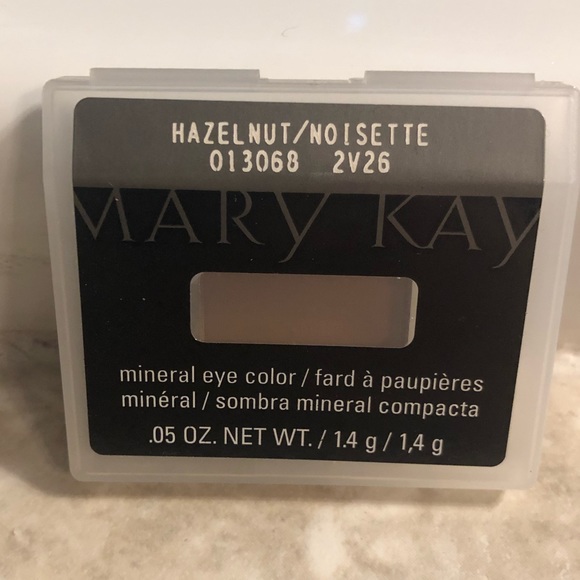 HAZELNUT/NOISETTE
013068 2V26
MARY KAY
mineral eye color / fard à paupières
minéral / sombra mineral compacta
.05 OZ. NET WT. / 1.4 g / 1,4 g